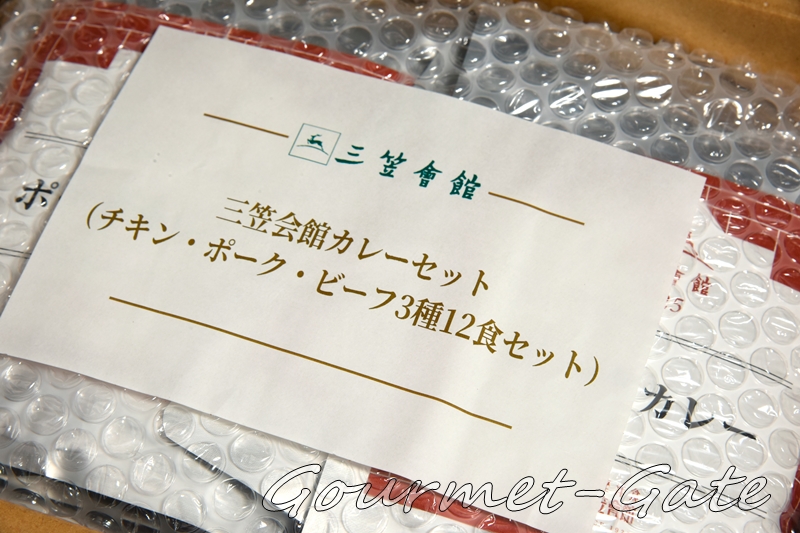 三笠會館
三笠会館カレーセット
（チキン・ポーク・ビーフ3種12食セット）
ポ
館
カレー
Gourmet-Gate